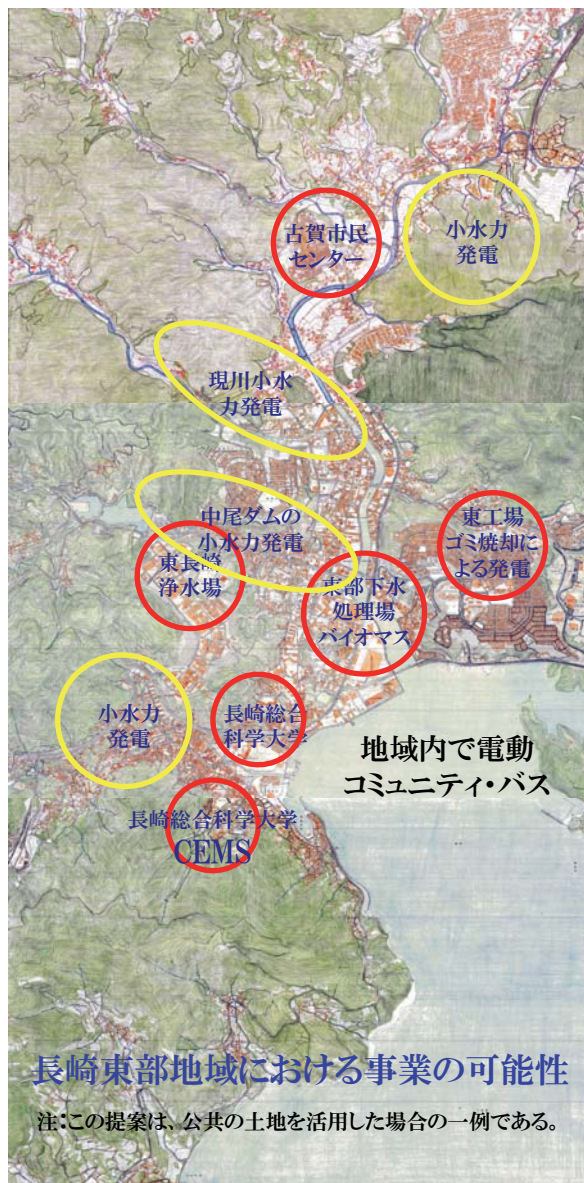 古賀市民
センター
小水力
発電
現川小水
力発電
中尾ダムの
小水力発電
東長崎
浄水場
東工場
ゴミ焼却に
よる発電
東部下水
処理場
バイオマス
小水力
発電
長崎総合
科学大学
地域内で電動
コミュニティ・バス
長崎総合科学大学
CEMS
長崎東部地域における事業の可能性
注:この提案は、公共の土地を活用した場合の一例である。